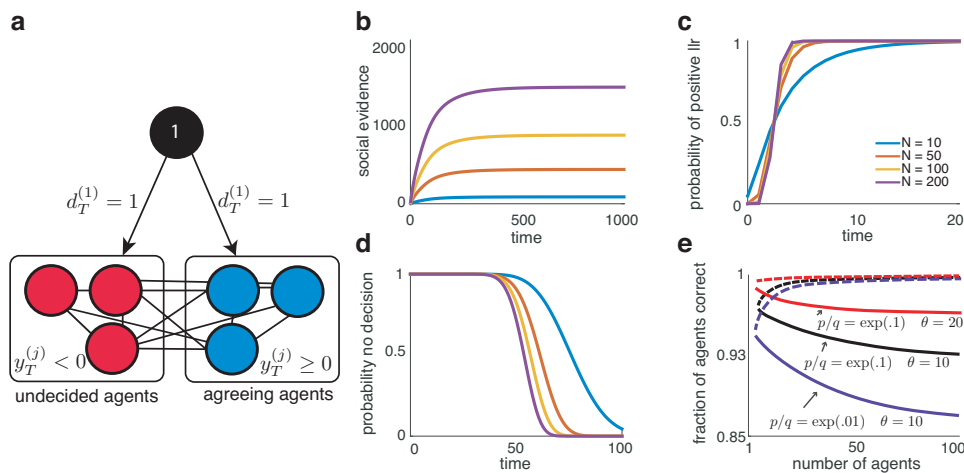 a
1
d_T^{(1)} = 1
d_T^{(1)} = 1
y_T^{(j)} < 0
y_T^{(j)} ≥ 0
undecided agents
agreeing agents
b
social evidence
2000
1000
0
0
500
1000
time
c
probability of positive llr
1
0.5
0
0
10
20
time
N = 10
N = 50
N = 100
N = 200
d
probability no decision
1
0.5
0
0
50
100
time
e
fraction of agents correct
1
0.93
0.85
p/q = exp(.1) θ = 20
p/q = exp(.1) θ = 10
p/q = exp(.01) θ = 10
1
50
100
number of agents